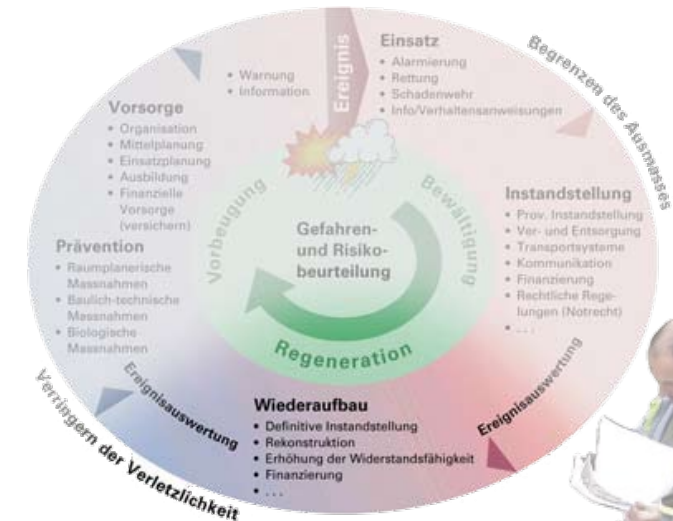 Ereignis
Einsatz
• Alarmierung
• Rettung
• Schadenwehr
• Info/Verhaltensanweisungen
Begrenzen des Ausmasses
• Warnung
• Information
Vorsorge
• Organisation
• Mittelplanung
• Einsatzplanung
• Ausbildung
• Finanzielle
Vorsorge
(versichern)
Prävention
• Raumplanerische
Massnahmen
• Baulich-technische
Massnahmen
• Biologische
Massnahmen
Vorbeugung
Bewältigung
Regeneration
Gefahren-
und Risiko-
beurteilung
Instandstellung
• Prov. Instandstellung
• Ver- und Entsorgung
• Transportsysteme
• Kommunikation
• Finanzierung
• Rechtliche Rege-
lungen (Notrecht)
• . . .
Ereignisauswertung
Ereignisauswertung
Wiederaufbau
• Definitive Instandstellung
• Rekonstruktion
• Erhöhung der Widerstandsfähigkeit
• Finanzierung
• . . .
Verringern der Verletzlichkeit